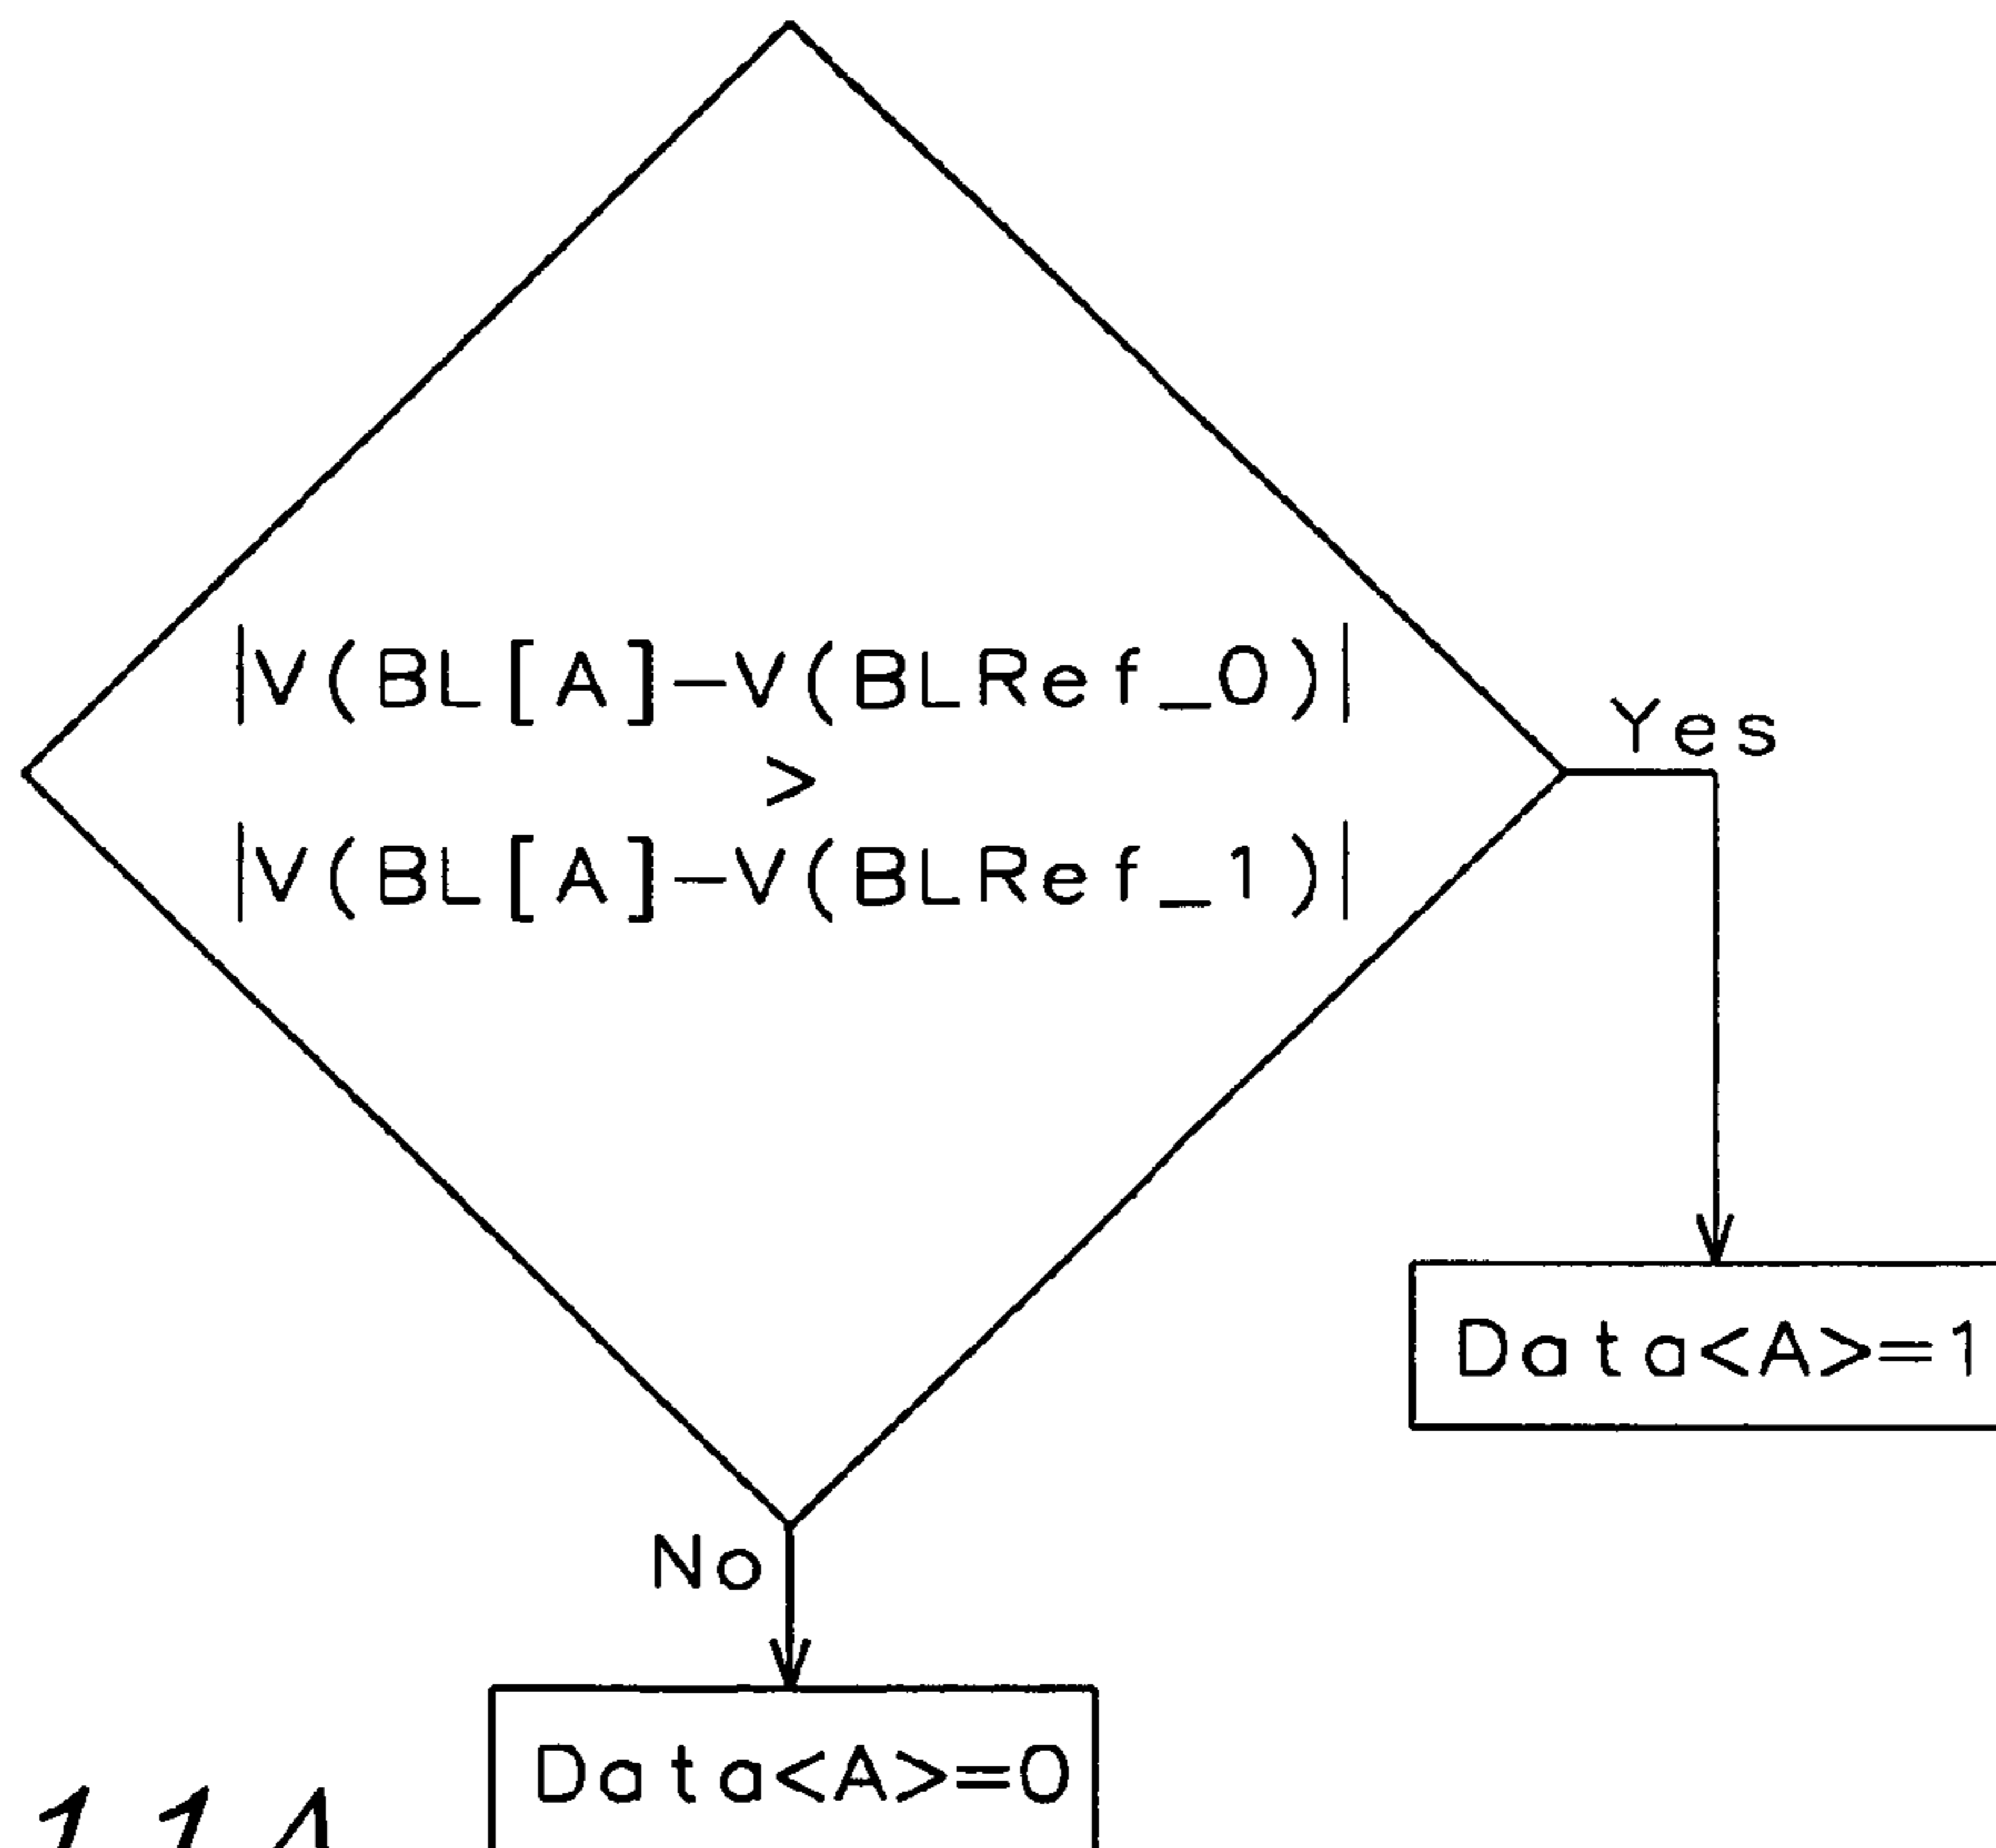 |V(BL[A]-V(BLRef_0)|
>
|V(BL[A]-V(BLRef_1)|
Yes
Data<A>=1
No
Data<A>=0